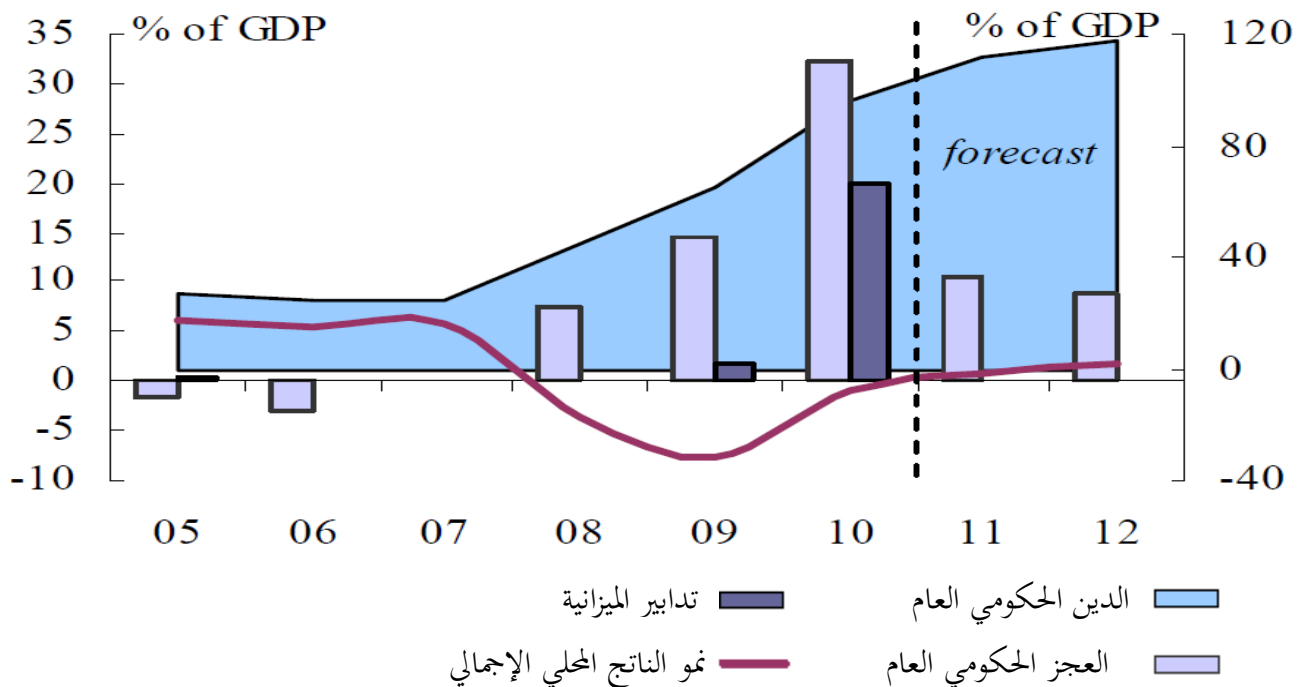 % of GDP % of GDP
35 120
30
25 80
forecast
20
15
40
10
5
0 0
-5
-10 -40
05 06 07 08 09 10 11 12
الدين الحكومي العام تدابير الميزانية
العجز الحكومي العام نمو الناتج المحلي الإجمالي